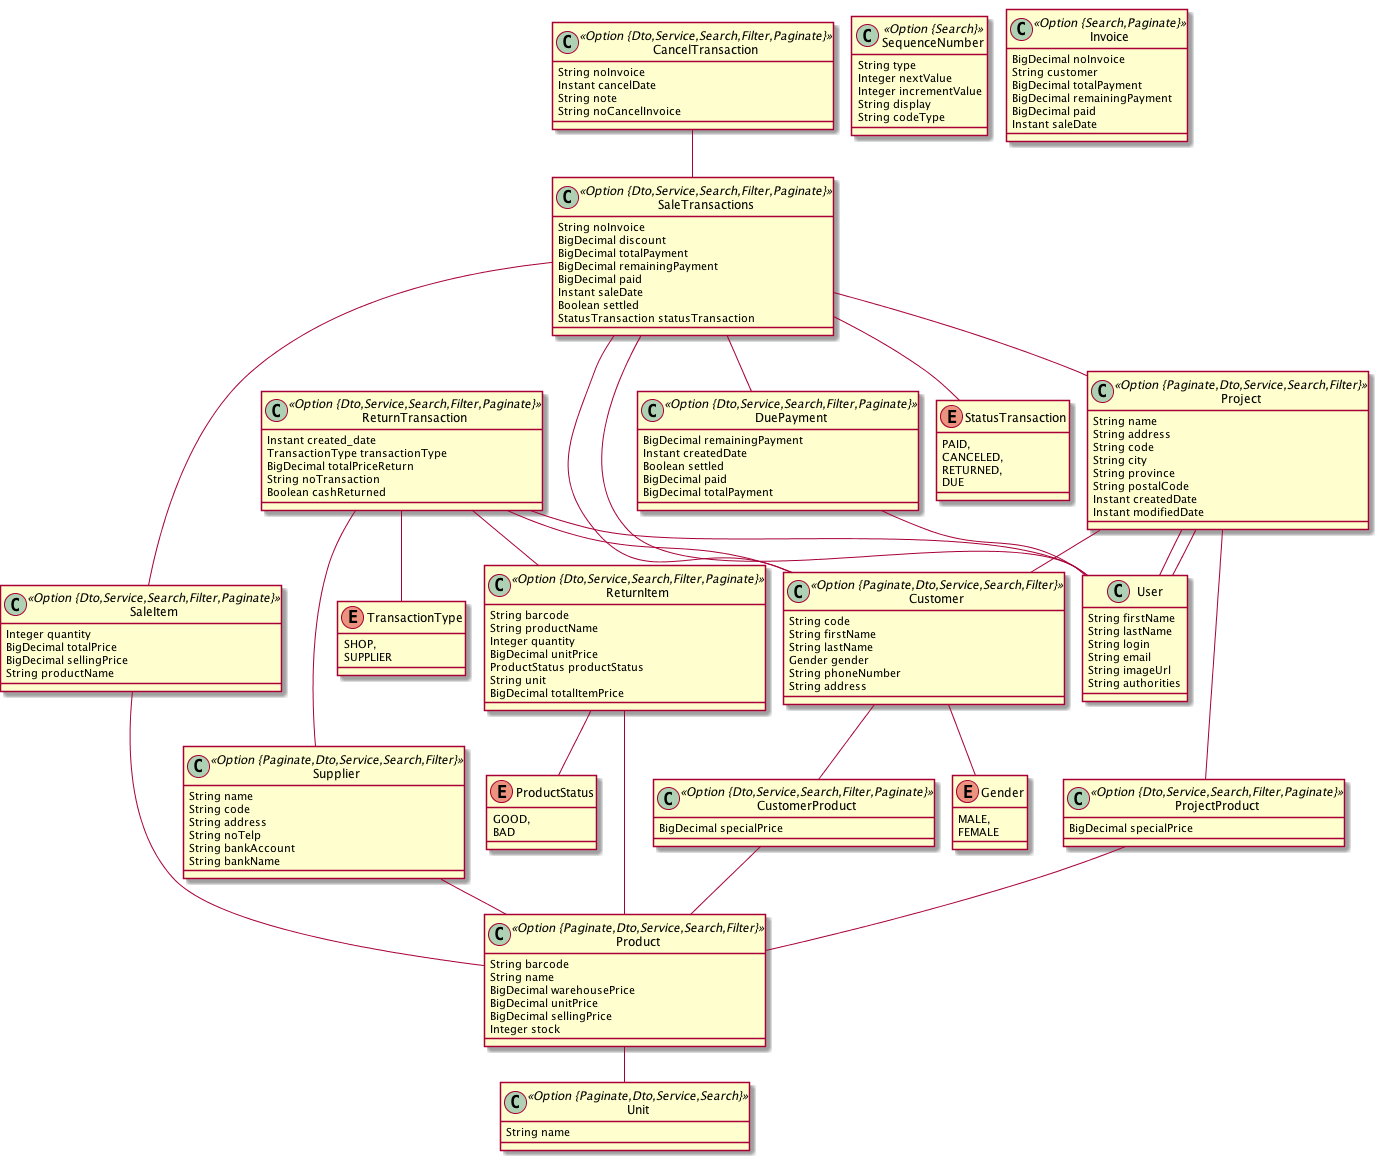 C «Option {Dto,Service,Search,Filter,Paginate}»
CancelTransaction
String noInvoice
Instant cancelDate
String note
String noCancelInvoice
C «Option {Search}»
SequenceNumber
String type
Integer nextValue
Integer incrementValue
String display
String codeType
C «Option {Search,Paginate}»
Invoice
BigDecimal noInvoice
String customer
BigDecimal totalPayment
BigDecimal remainingPayment
BigDecimal paid
Instant saleDate
C «Option {Dto,Service,Search,Filter,Paginate}»
SaleTransactions
String noInvoice
BigDecimal discount
BigDecimal totalPayment
BigDecimal remainingPayment
BigDecimal paid
Instant saleDate
Boolean settled
StatusTransaction statusTransaction
C «Option {Dto,Service,Search,Filter,Paginate}»
ReturnTransaction
Instant created_date
TransactionType transactionType
BigDecimal totalPriceReturn
String noTransaction
Boolean cashReturned
C «Option {Dto,Service,Search,Filter,Paginate}»
DuePayment
BigDecimal remainingPayment
Instant createdDate
Boolean settled
BigDecimal paid
BigDecimal totalPayment
E StatusTransaction
PAID,
CANCELED,
RETURNED,
DUE
C «Option {Paginate,Dto,Service,Search,Filter}»
Project
String name
String address
String code
String city
String province
String postalCode
Instant createdDate
Instant modifiedDate
C «Option {Dto,Service,Search,Filter,Paginate}»
SaleItem
Integer quantity
BigDecimal totalPrice
BigDecimal sellingPrice
String productName
E TransactionType
SHOP,
SUPPLIER
C «Option {Dto,Service,Search,Filter,Paginate}»
ReturnItem
String barcode
String productName
Integer quantity
BigDecimal unitPrice
ProductStatus productStatus
String unit
BigDecimal totalItemPrice
C «Option {Paginate,Dto,Service,Search,Filter}»
Customer
String code
String firstName
String lastName
Gender gender
String phoneNumber
String address
C User
String firstName
String lastName
String login
String email
String imageUrl
String authorities
C «Option {Paginate,Dto,Service,Search,Filter}»
Supplier
String name
String code
String address
String noTelp
String bankAccount
String bankName
E ProductStatus
GOOD,
BAD
C «Option {Dto,Service,Search,Filter,Paginate}»
CustomerProduct
BigDecimal specialPrice
E Gender
MALE,
FEMALE
C «Option {Dto,Service,Search,Filter,Paginate}»
ProjectProduct
BigDecimal specialPrice
C «Option {Paginate,Dto,Service,Search,Filter}»
Product
String barcode
String name
BigDecimal warehousePrice
BigDecimal unitPrice
BigDecimal sellingPrice
Integer stock
C «Option {Paginate,Dto,Service,Search}»
Unit
String name